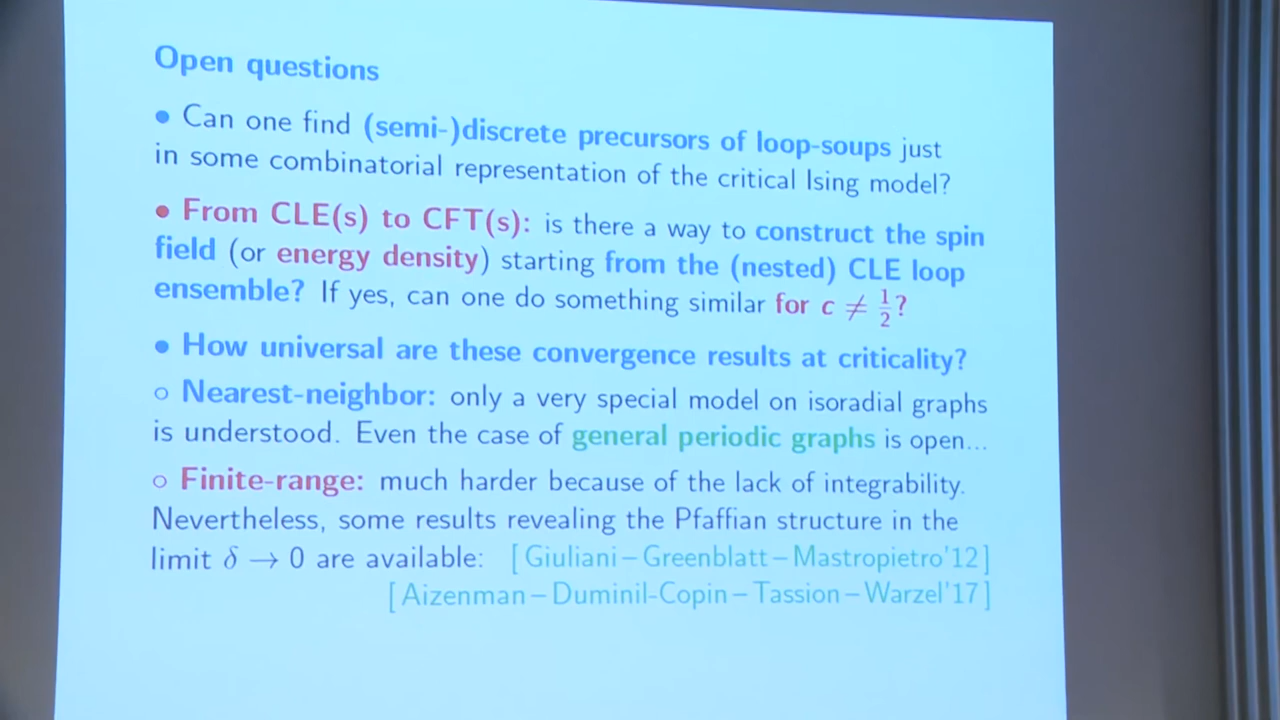 Open questions
• Can one find (semi-)discrete precursors of loop-soups just
in some combinatorial representation of the critical Ising model?
• From CLE(s) to CFT(s): is there a way to construct the spin
field (or energy density) starting from the (nested) CLE loop
ensemble? If yes, can one do something similar for c ≠ 1/2?
• How universal are these convergence results at criticality?
○ Nearest-neighbor: only a very special model on isoradial graphs
is understood. Even the case of general periodic graphs is open...
○ Finite-range: much harder because of the lack of integrability.
Nevertheless, some results revealing the Pfaffian structure in the
limit δ → 0 are available: [Giuliani–Greenblatt–Mastropietro'12]
[Aizenman–Duminil-Copin–Tassion–Warzel'17]